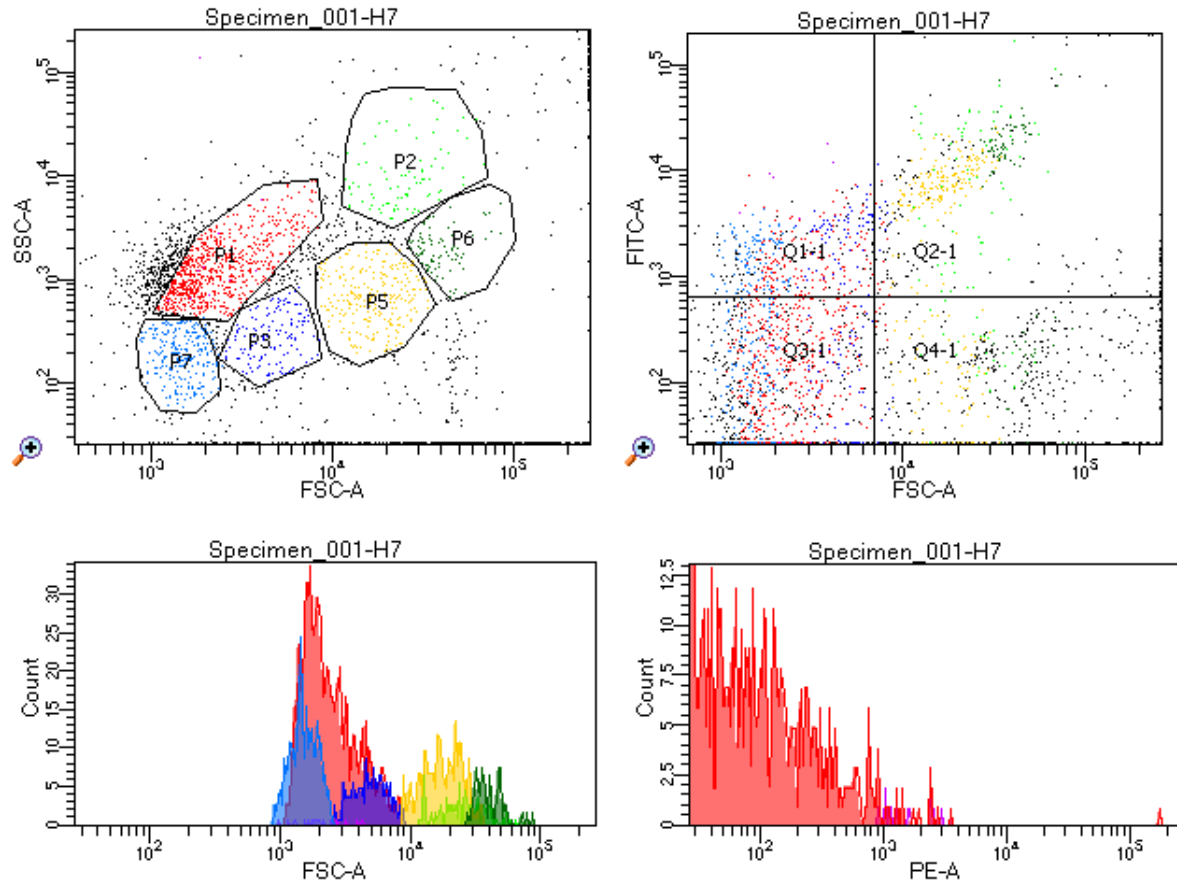 Specimen_001-H7
SSC-A
10^5
10^4
10^3
10^2
P2
P1
P6
P5
P3
P7
10^3
10^4
10^5
FSC-A
Specimen_001-H7
FITC-A
10^5
10^4
10^3
10^2
Q1-1
Q2-1
Q3-1
Q4-1
10^3
10^4
10^5
FSC-A
Specimen_001-H7
Count
30
25
20
15
10
5
0
10^2
10^3
10^4
10^5
FSC-A
Specimen_001-H7
Count
12.5
10
7.5
5
2.5
0
10^2
10^3
10^4
10^5
PE-A